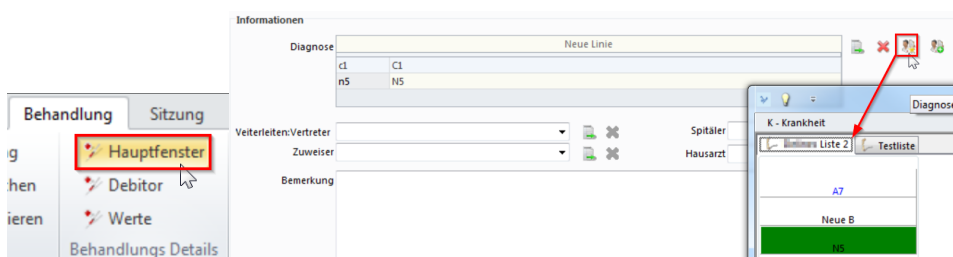 Behandlung Sitzung
g Hauptfenster
hen Debitor
ieren Werte
Behandlungs Details
Informationen
Diagnose Neue Linie
c1 C1
n5 N5
Veiterleiten:Vertreter Spitäler
Zuweiser Hausarzt
Bemerkung
Diagnose
K - Krankheit
Liste 2 Testliste
A7
Neue B
N5